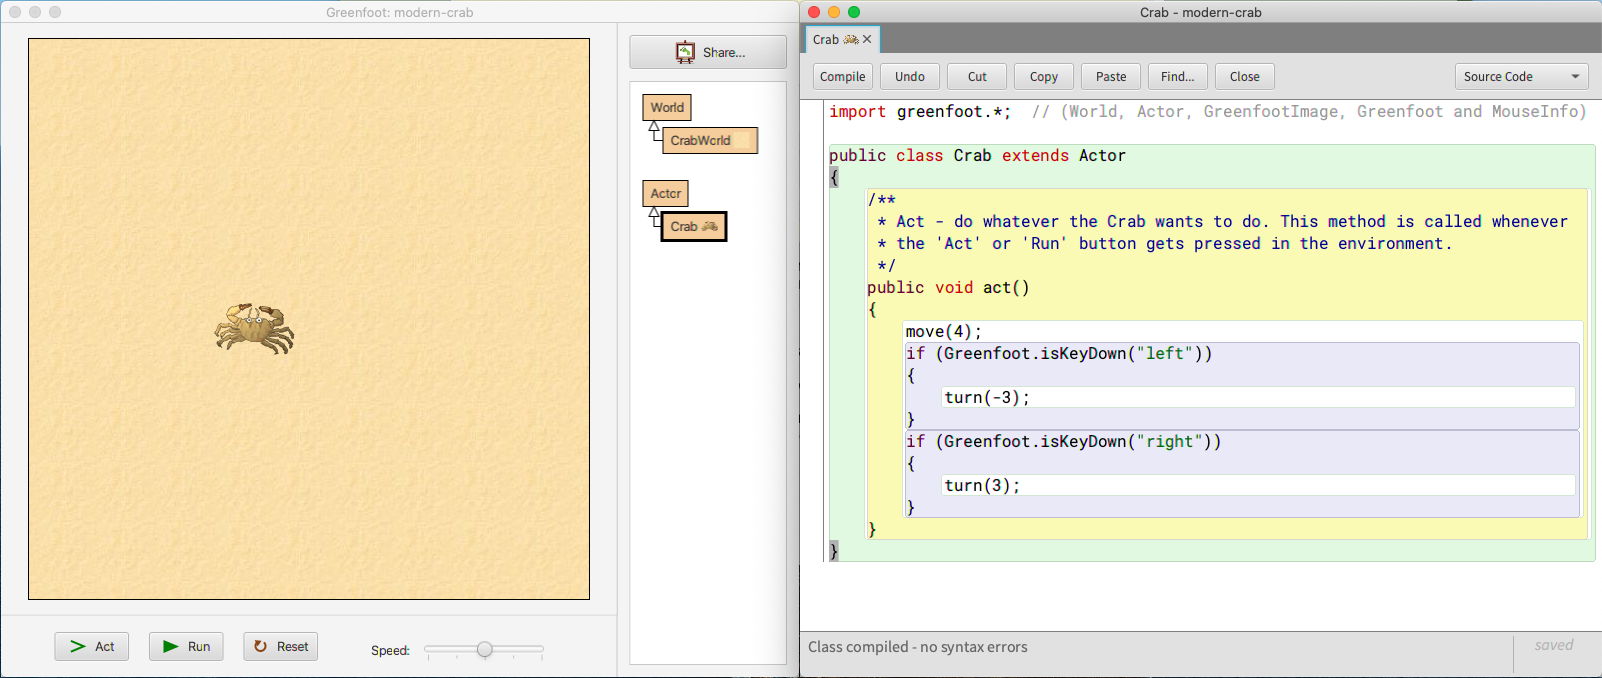 Greenfoot: modern-crab
Share...
World
CrabWorld
Actor
Crab
Act
Run
Reset
Speed:
Crab - modern-crab
Crab
Compile
Undo
Cut
Copy
Paste
Find...
Close
Source Code
import greenfoot.*;  // (World, Actor, GreenfootImage, Greenfoot and MouseInfo)
public class Crab extends Actor
{
/**
* Act - do whatever the Crab wants to do. This method is called whenever
* the 'Act' or 'Run' button gets pressed in the environment.
*/
public void act()
{
move(4);
if (Greenfoot.isKeyDown("left"))
{
turn(-3);
}
if (Greenfoot.isKeyDown("right"))
{
turn(3);
}
}
}
Class compiled - no syntax errors
saved